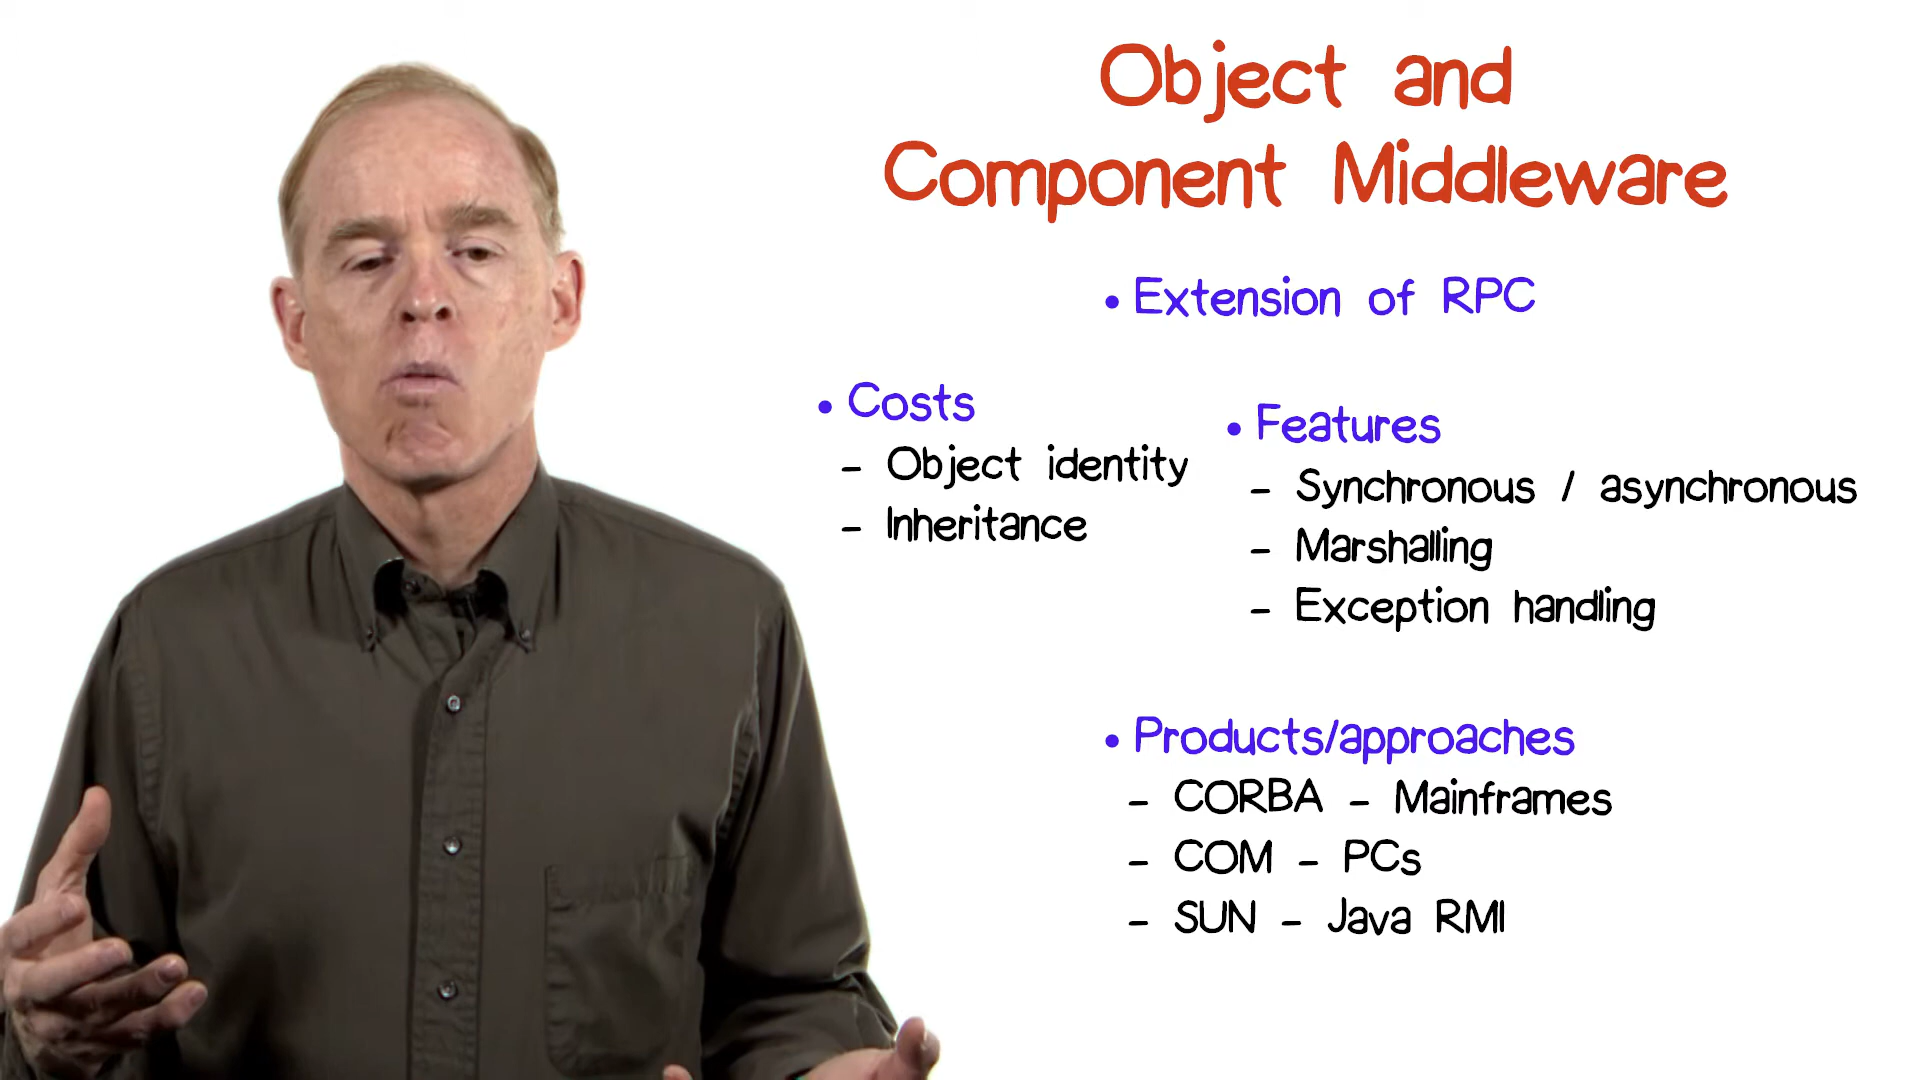 Object and
Component Middleware
• Extension of RPC
• Costs
– Object identity
– Inheritance
• Features
– Synchronous / asynchronous
– Marshalling
– Exception handling
• Products/approaches
– CORBA – Mainframes
– COM – PCs
– SUN – Java RMI